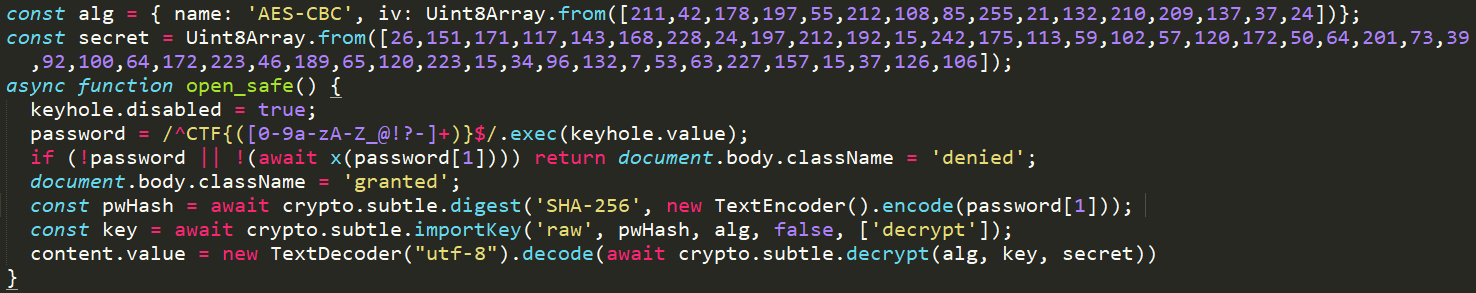 const alg = { name: 'AES-CBC', iv: Uint8Array.from([211,42,178,197,55,212,108,85,255,21,132,210,209,137,37,24])};
const secret = Uint8Array.from([26,151,171,117,143,168,228,24,197,212,192,15,242,175,113,59,102,57,120,172,50,64,201,73,39
,92,100,64,172,223,46,189,65,120,223,15,34,96,132,7,53,63,227,157,15,37,126,106]);
async function open_safe() {
  keyhole.disabled = true;
  password = /^CTF{([0-9a-zA-Z_@!?-]+)}$/.exec(keyhole.value);
  if (!password || !(await x(password[1]))) return document.body.className = 'denied';
  document.body.className = 'granted';
  const pwHash = await crypto.subtle.digest('SHA-256', new TextEncoder().encode(password[1]));
  const key = await crypto.subtle.importKey('raw', pwHash, alg, false, ['decrypt']);
  content.value = new TextDecoder("utf-8").decode(await crypto.subtle.decrypt(alg, key, secret))
}